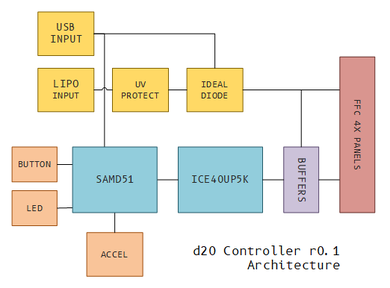 USB
INPUT
LIPO
INPUT
UV
PROTECT
IDEAL
DIODE
FFC 4X PANELS
BUTTON
SAMD51
ICE40UP5K
BUFFERS
LED
ACCEL
d20 Controller r0.1
Architecture